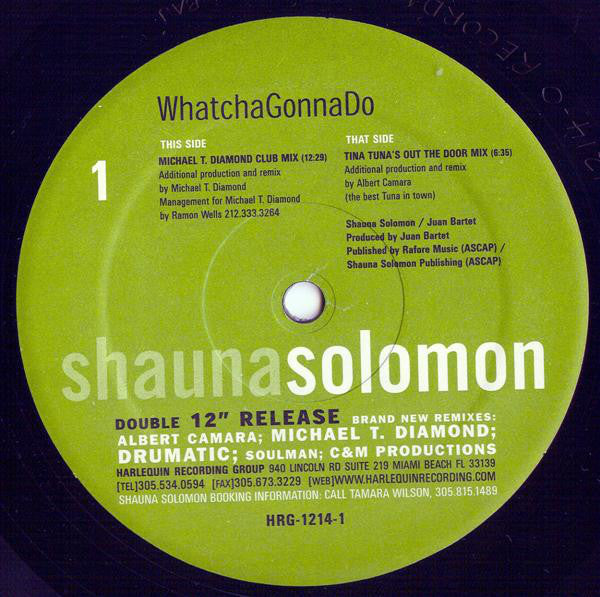 WhatchaGonnaDo
THIS SIDE
MICHAEL T. DIAMOND CLUB MIX (12:29)
Additional production and remix
by Michael T. Diamond
Management for Michael T. Diamond
by Ramon Wells 212.333.3264
THAT SIDE
TINA TUNA'S OUT THE DOOR MIX (6:35)
Additional production and remix
by Albert Camara
(the best Tuna in town)
Shauna Solomon / Juan Bartet
Produced by Juan Bartet
Published by Rafore Music (ASCAP) /
Shauna Solomon Publishing (ASCAP)
1
shaunasolomon
DOUBLE 12" RELEASE BRAND NEW REMIXES:
ALBERT CAMARA; MICHAEL T. DIAMOND;
DRUMATIC; SOULMAN; C&M PRODUCTIONS
HARLEQUIN RECORDING GROUP 940 LINCOLN RD SUITE 219 MIAMI BEACH FL 33139
[TEL]305.534.0594 [FAX]305.673.3229 [WEB]WWW.HARLEQUINRECORDING.COM
SHAUNA SOLOMON BOOKING INFORMATION: CALL TAMARA WILSON, 305.815.1489
HRG-1214-1